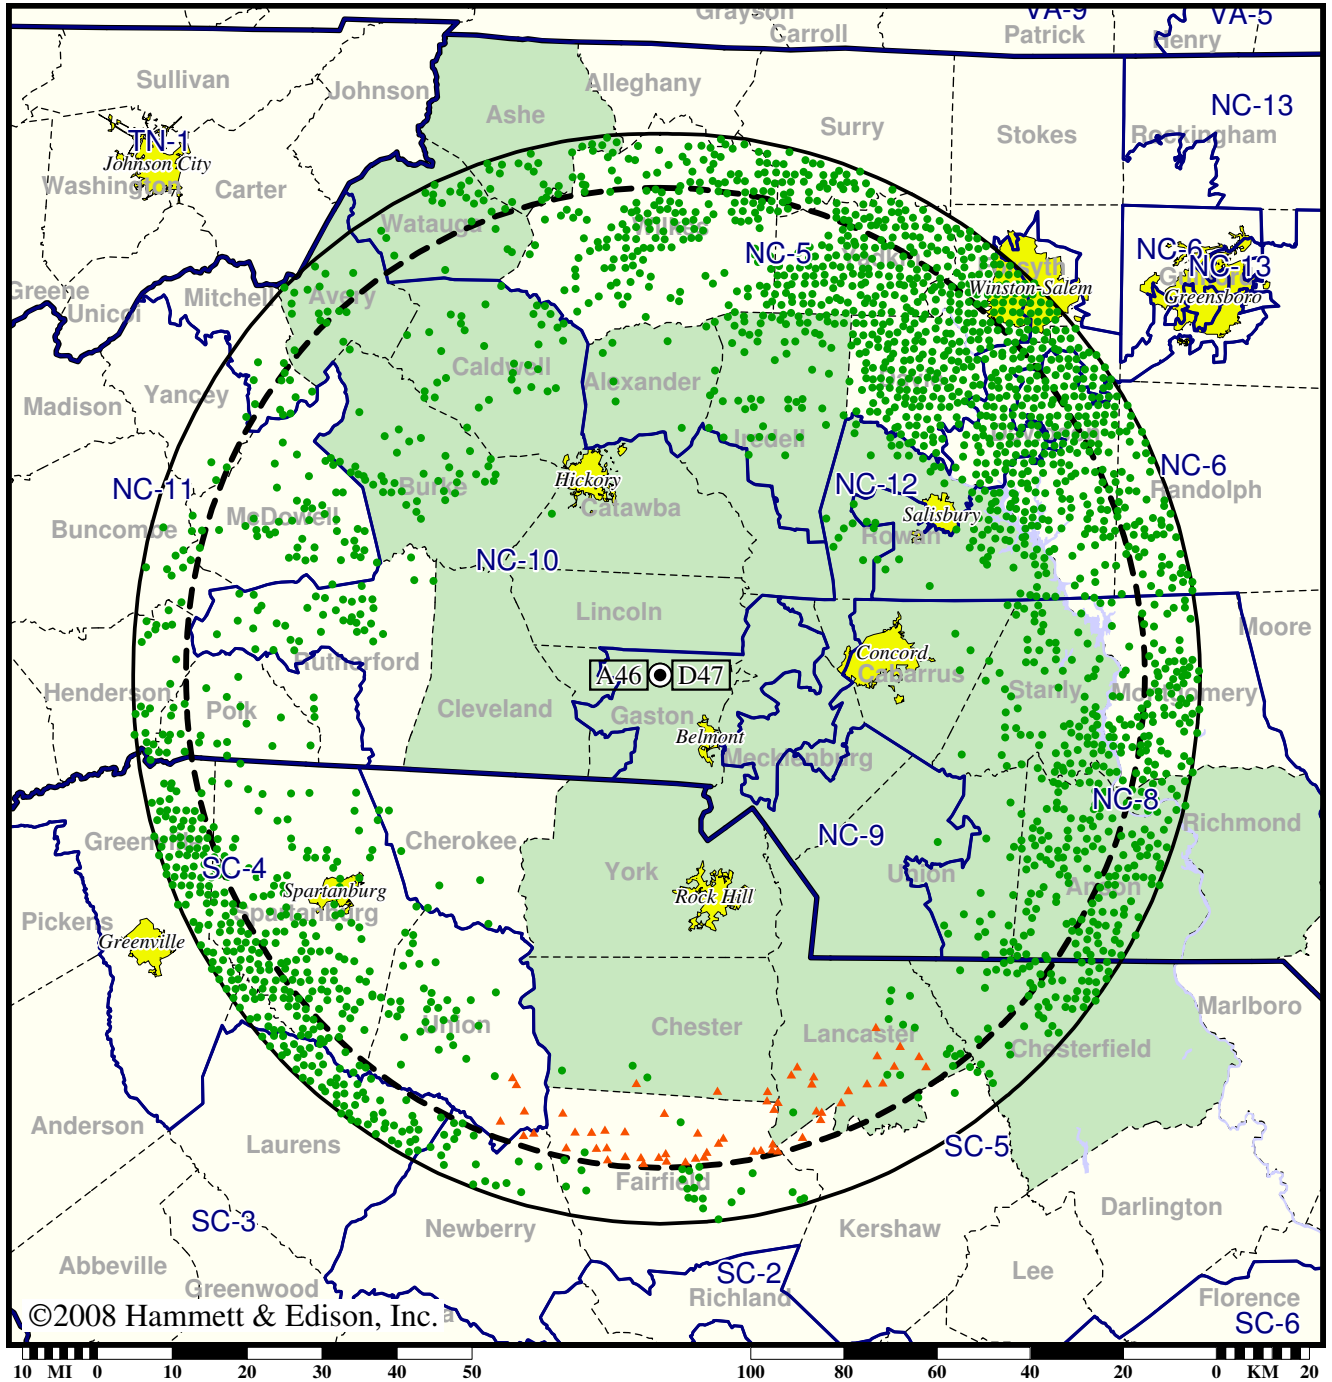 Grayson
VA-9
VA-5
Carroll
Patrick
Henry
Sullivan
Johnson
Alleghany
Ashe
Surry
Stokes
NC-13
Rockingham
TN-1
Johnson City
Washington
Carter
Watauga
Wilkes
NC-5
Yadkin
Forsyth
Winston-Salem
NC-6
NC-13
Greensboro
Greene
Unicoi
Mitchell
Avery
Caldwell
Alexander
Yancey
Madison
Iredell
Davidson
NC-11
Burke
Hickory
Catawba
NC-12
Salisbury
Rowan
NC-6
Randolph
Buncombe
McDowell
NC-10
Lincoln
Moore
Rutherford
Henderson
Polk
Cleveland
A46
D47
Gaston
Belmont
Mecklenburg
Concord
Cabarrus
Stanly
Montgomery
NC-8
Richmond
Cherokee
York
Rock Hill
NC-9
Union
Anson
SC-4
Spartanburg
Spartanburg
Pickens
Greenville
Chester
Lancaster
Chesterfield
Marlboro
Union
Anderson
Laurens
Fairfield
SC-5
Darlington
SC-3
Newberry
Kershaw
Abbeville
Greenwood
SC-2
Richland
Lee
Florence
SC-6
©2008 Hammett & Edison, Inc.
10 MI 0 10 20 30 40 50 100 80 60 40 20 0 KM 20